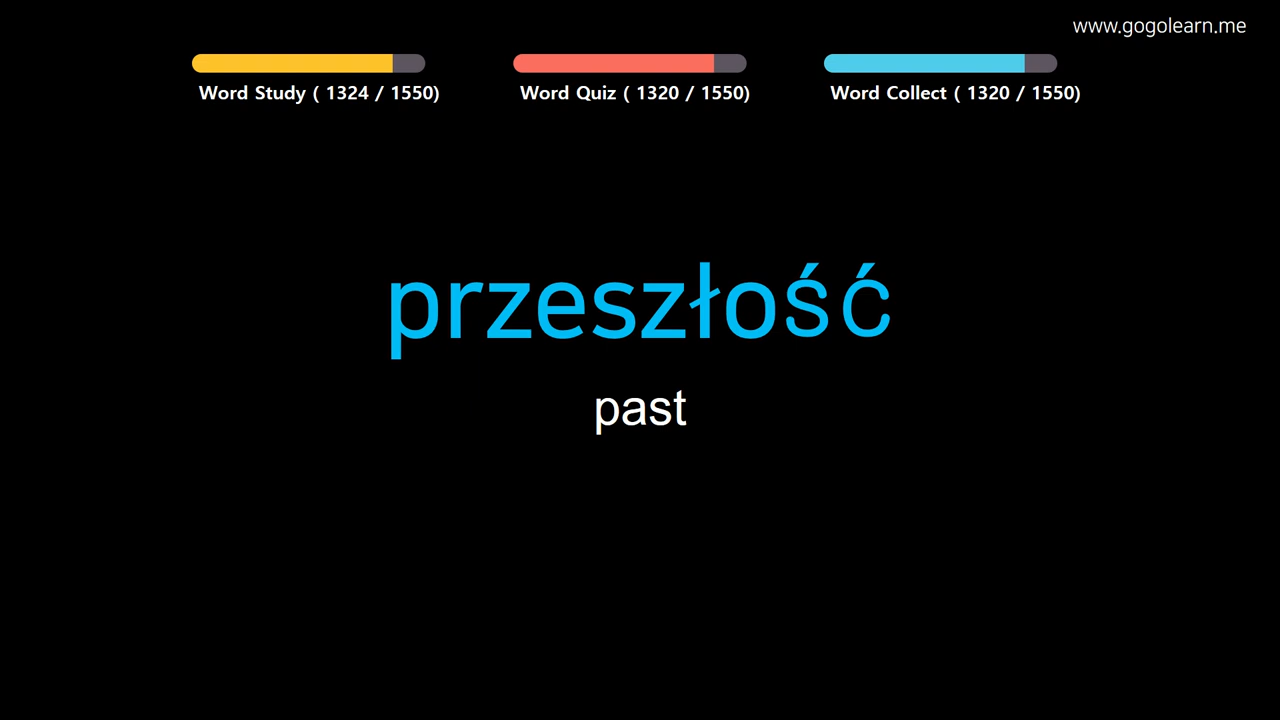 www.gogolearn.me
Word Study ( 1324 / 1550)
Word Quiz ( 1320 / 1550)
Word Collect ( 1320 / 1550)
przeszłość
past